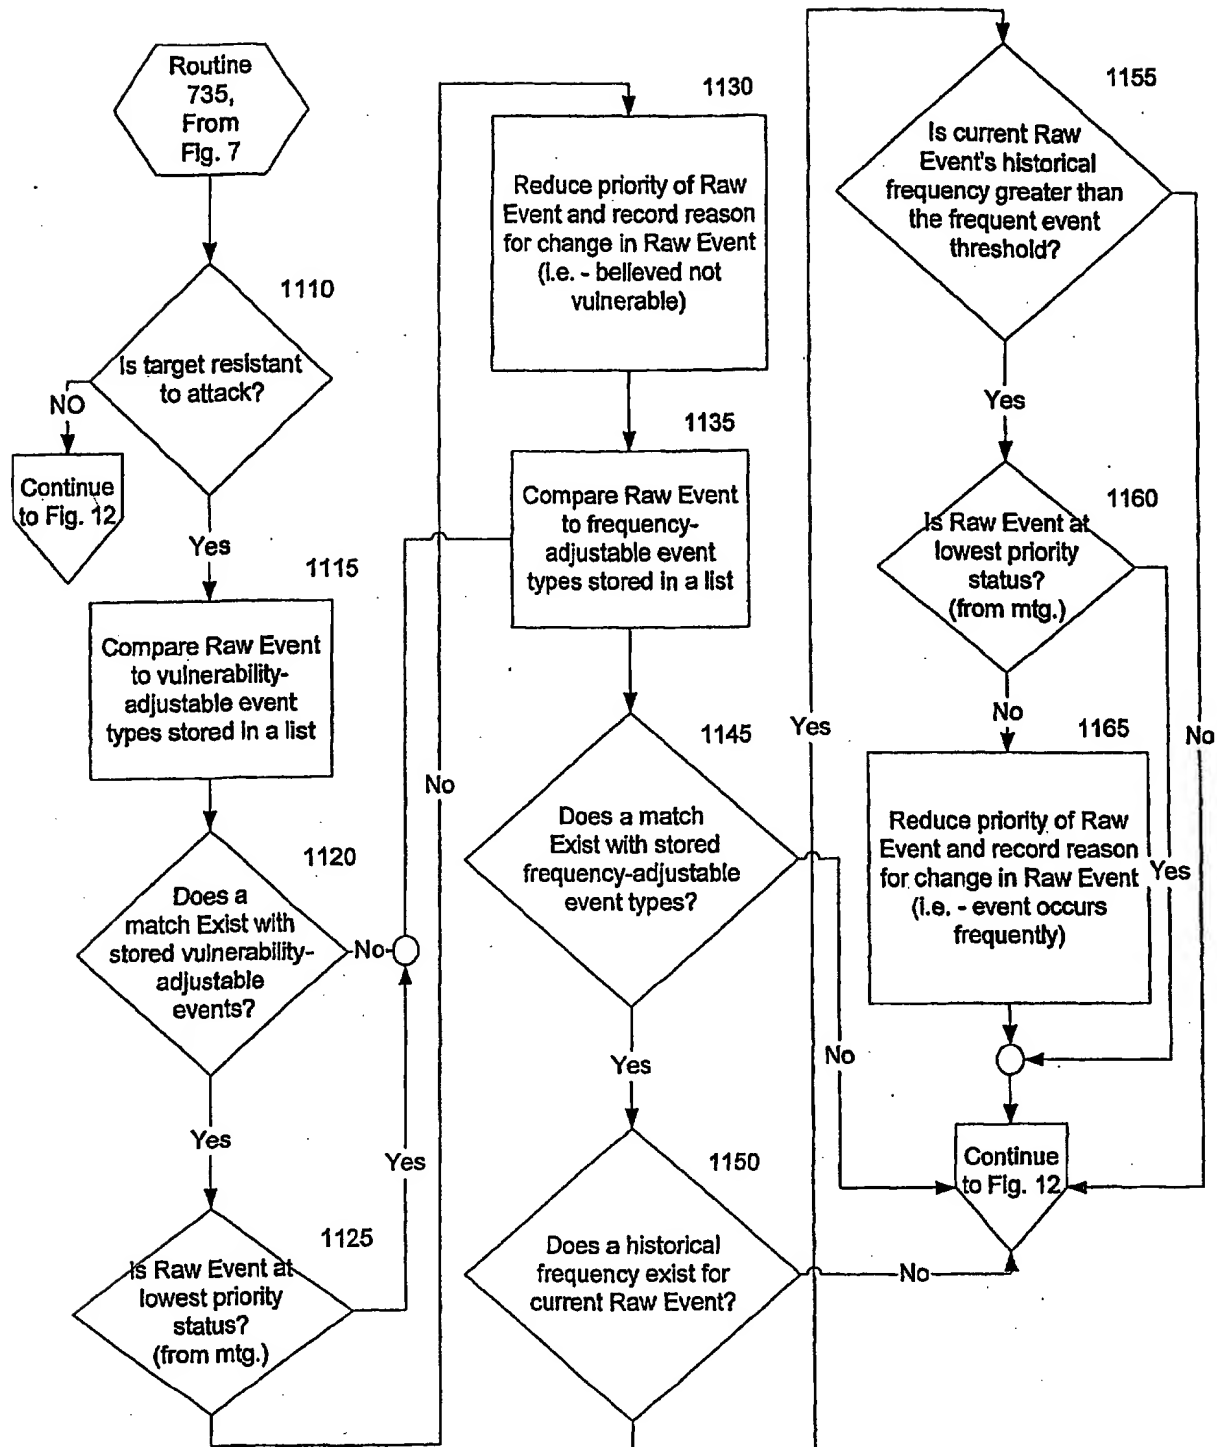 Routine
735,
From
Fig. 7
1110
Is target resistant
to attack?
NO
Continue
to Fig. 12
Yes
1115
Compare Raw Event
to vulnerability-
adjustable event
types stored in a list
1120
Does a
match Exist with
stored vulnerability-
adjustable
events?
No
Yes
Yes
1125
Is Raw Event at
lowest priority
status?
(from mtg.)
No
1130
Reduce priority of Raw
Event and record reason
for change in Raw Event
(i.e. - believed not
vulnerable)
1135
Compare Raw Event
to frequency-
adjustable event
types stored in a list
1145
Does a match
Exist with stored
frequency-adjustable
event types?
No
Yes
1150
Does a historical
frequency exist for
current Raw Event?
No
Yes
1155
Is current Raw
Event's historical
frequency greater than
the frequent event
threshold?
Yes
No
1160
Is Raw Event at
lowest priority
status?
(from mtg.)
No
Yes
1165
Reduce priority of Raw
Event and record reason
for change in Raw Event
(i.e. - event occurs
frequently)
Continue
to Fig. 12